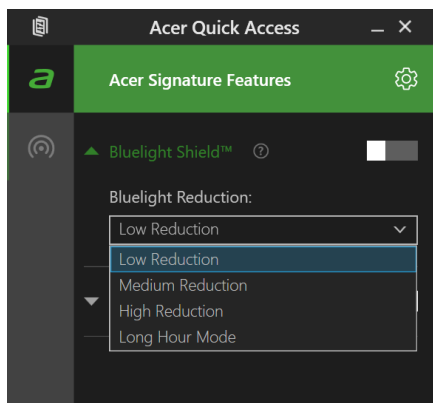 Acer Quick Access
a
Acer Signature Features
Bluelight Shield™ ?
Bluelight Reduction:
Low Reduction
Low Reduction
Medium Reduction
High Reduction
Long Hour Mode